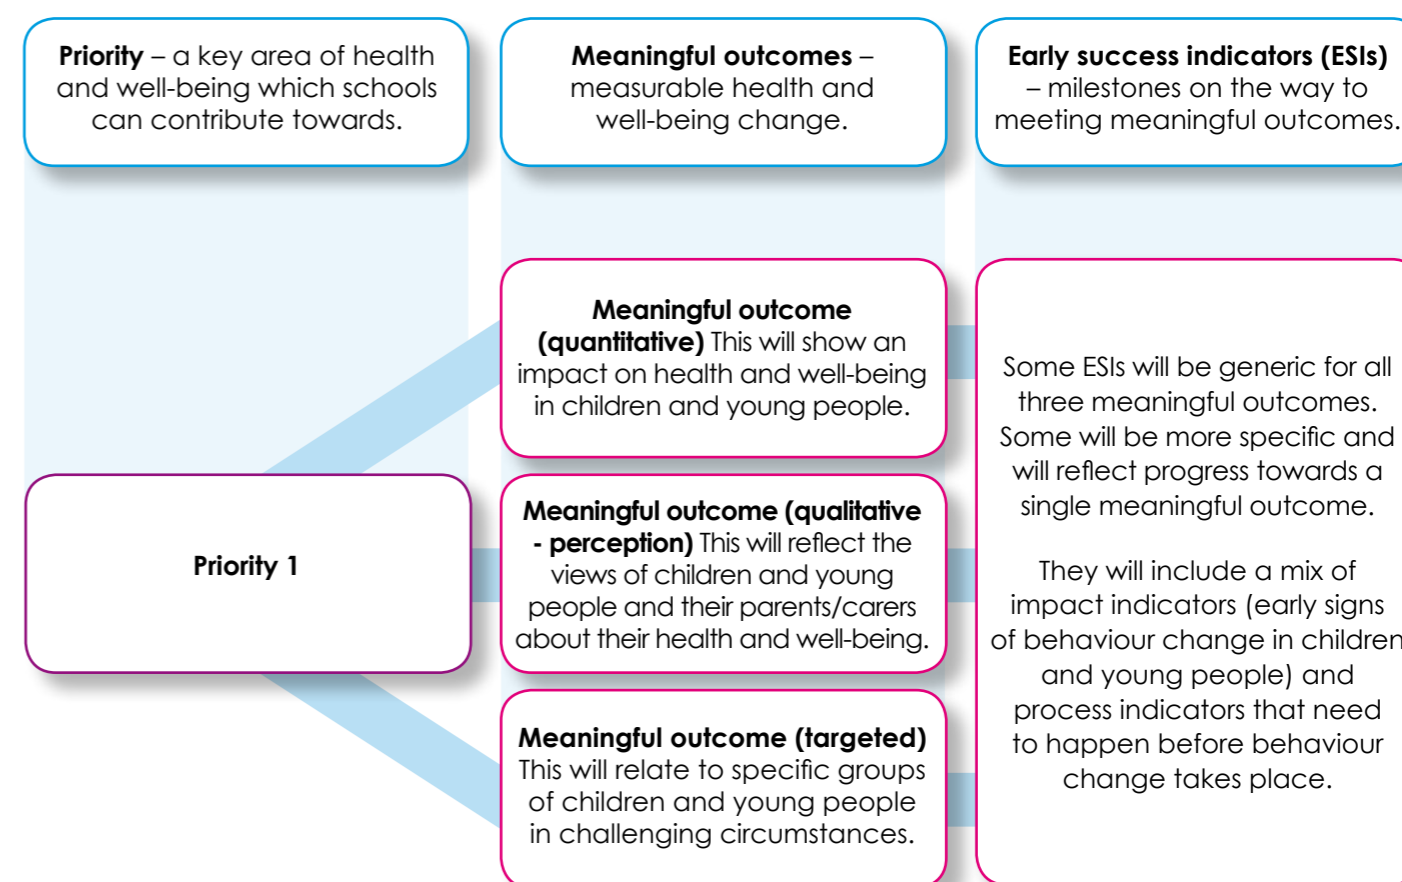 Priority – a key area of health
and well-being which schools
can contribute towards.
Meaningful outcomes –
measurable health and
well-being change.
Early success indicators (ESIs)
– milestones on the way to
meeting meaningful outcomes.
Priority 1
Meaningful outcome
(quantitative) This will show an
impact on health and well-being
in children and young people.
Meaningful outcome (qualitative
- perception) This will reflect the
views of children and young
people and their parents/carers
about their health and well-being.
Meaningful outcome (targeted)
This will relate to specific groups
of children and young people
in challenging circumstances.
Some ESIs will be generic for all
three meaningful outcomes.
Some will be more specific and
will reflect progress towards a
single meaningful outcome.
They will include a mix of
impact indicators (early signs
of behaviour change in children
and young people) and
process indicators that need
to happen before behaviour
change takes place.